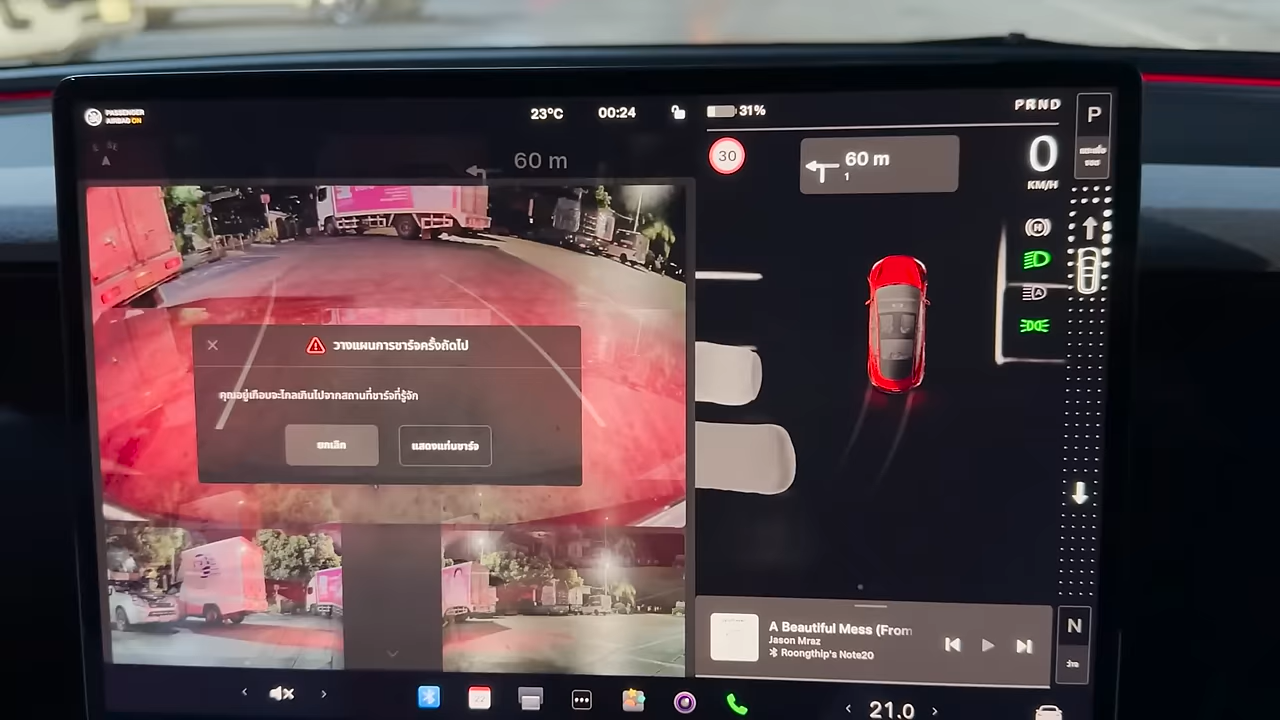 PASSENGER
AIRBAG ON
23°C
00:24
31%
PRND
P
60 m
30
60 m
1
0
KM/H
วางแผนการชาร์จครั้งถัดไป
คุณอยู่เกือบจะไกลเกินไปจากสถานที่ชาร์จที่รู้จัก
ยกเลิก
แสดงแท่นชาร์จ
A Beautiful Mess (From
Jason Mraz
Roongthip's Note20
N
ว่าง
21.0